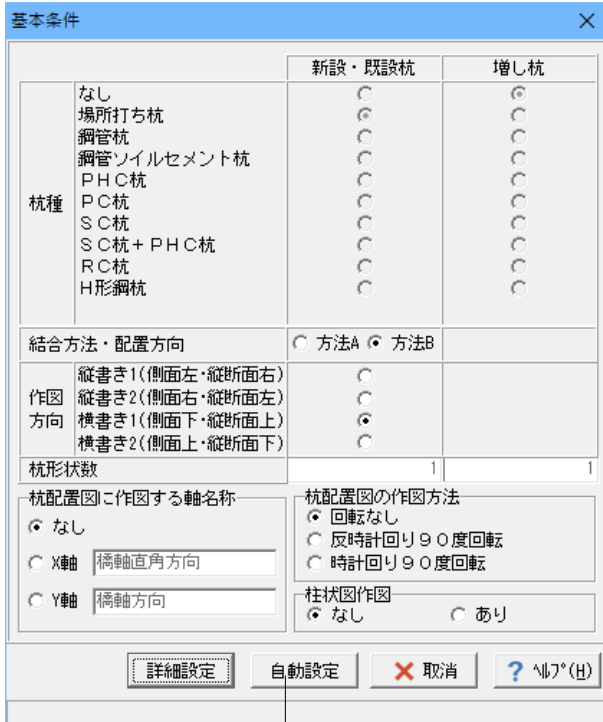 基本条件
新設・既設杭 増し杭
杭種
なし
場所打ち杭
鋼管杭
鋼管ソイルセメント杭
ＰＨＣ杭
ＰＣ杭
ＳＣ杭
ＳＣ杭＋ＰＨＣ杭
ＲＣ杭
Ｈ形鋼杭
結合方法・配置方向 方法A 方法B
作図方向
縦書き1(側面左・縦断面右)
縦書き2(側面右・縦断面左)
横書き1(側面下・縦断面上)
横書き2(側面上・縦断面下)
杭形状数 1 1
杭配置図に作図する軸名称
なし
X軸 橋軸直角方向
Y軸 橋軸方向
杭配置図の作図方法
回転なし
反時計回り９０度回転
時計回り９０度回転
柱状図作図
なし あり
詳細設定 自動設定 取消 ? ﾍﾙﾌﾟ(H)